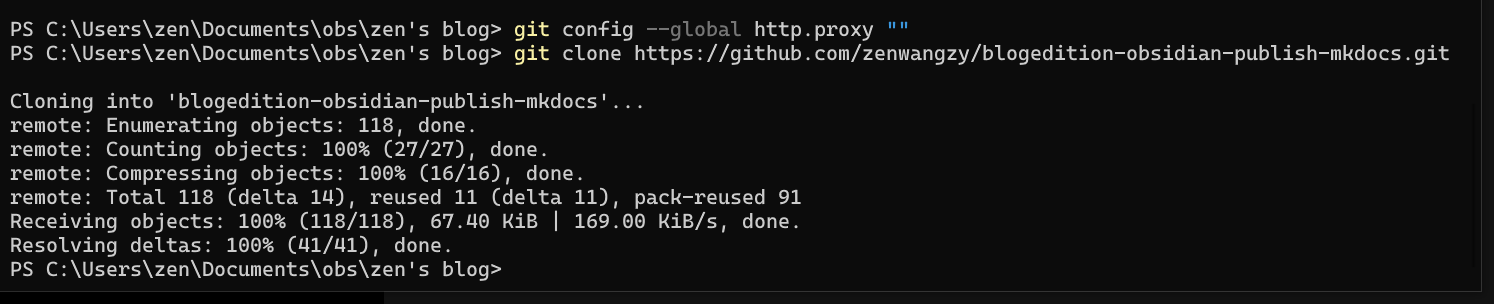 PS C:\Users\zen\Documents\obs\zen's blog> git config --global http.proxy ""
PS C:\Users\zen\Documents\obs\zen's blog> git clone https://github.com/zenwangzy/blogedition-obsidian-publish-mkdocs.git
Cloning into 'blogedition-obsidian-publish-mkdocs'...
remote: Enumerating objects: 118, done.
remote: Counting objects: 100% (27/27), done.
remote: Compressing objects: 100% (16/16), done.
remote: Total 118 (delta 14), reused 11 (delta 11), pack-reused 91
Receiving objects: 100% (118/118), 67.40 KiB | 169.00 KiB/s, done.
Resolving deltas: 100% (41/41), done.
PS C:\Users\zen\Documents\obs\zen's blog>